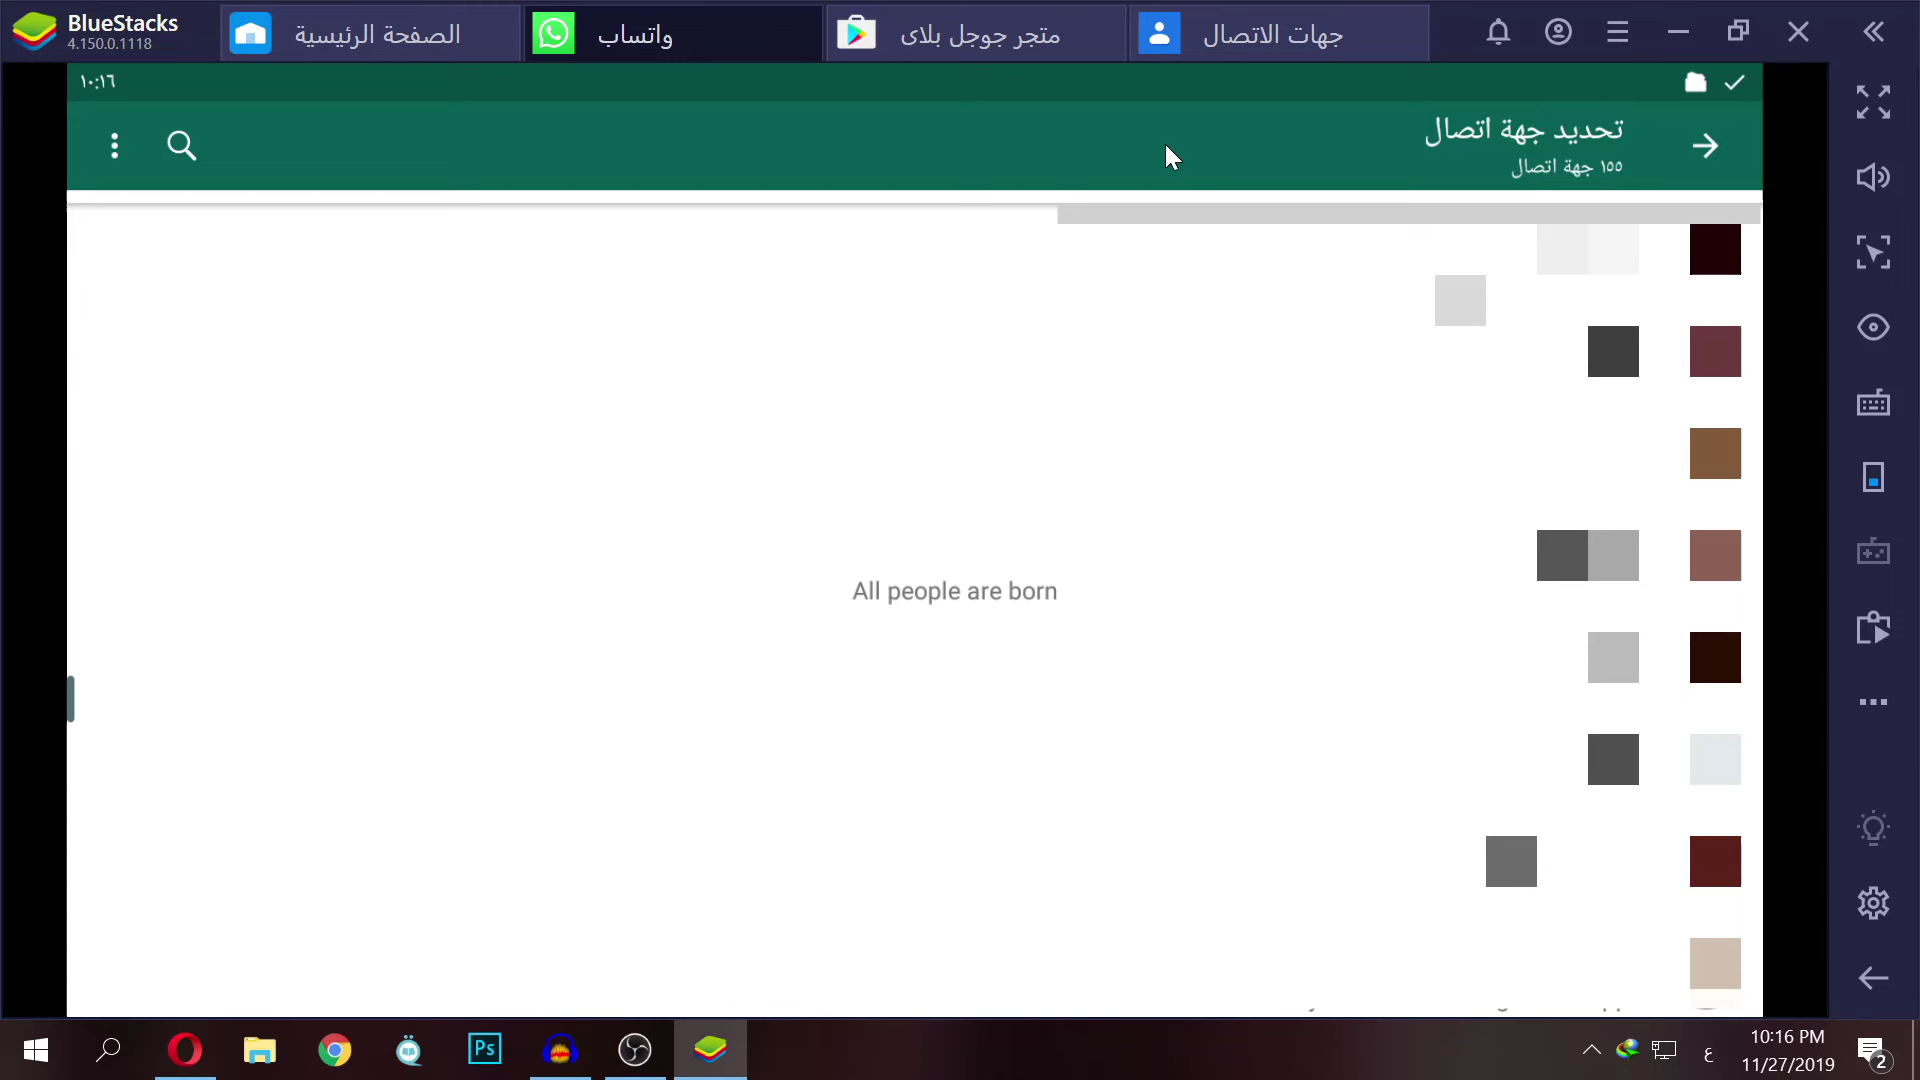 BlueStacks
4.150.0.1118
الصفحة الرئيسية
واتساب
متجر جوجل بلاى
جهات الاتصال
١٠:١٦
تحديد جهة اتصال
١٥٥ جهة اتصال
All people are born
Ps
ع
10:16 PM
11/27/2019
2